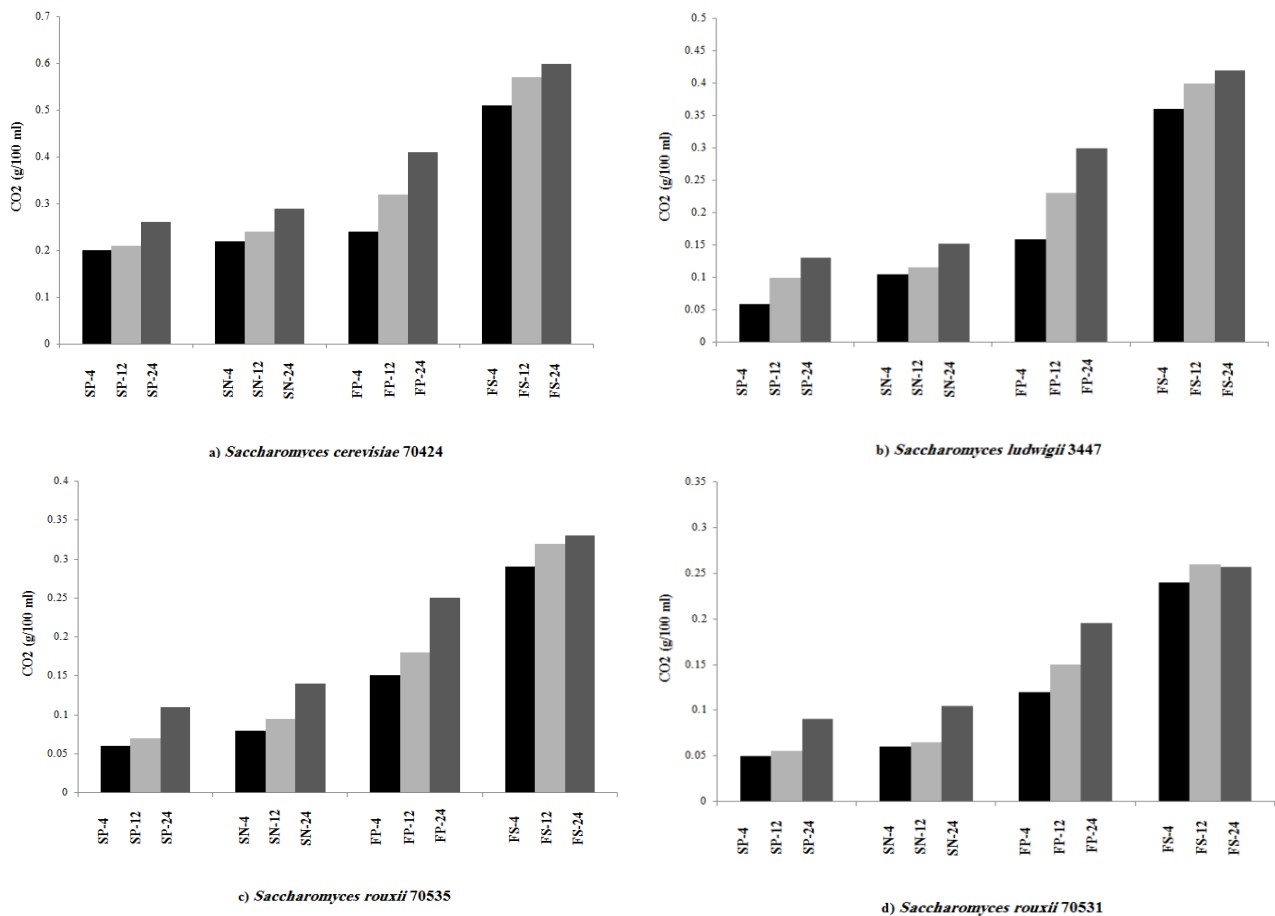 0.7
0.6
0.5
0.4
0.3
0.2
0.1
0
CO2 (g/100 ml)
SP-4
SP-12
SP-24
SN-4
SN-12
SN-24
FP-4
FP-12
FP-24
FS-4
FS-12
FS-24
a) Saccharomyces cerevisiae 70424
0.5
0.45
0.4
0.35
0.3
0.25
0.2
0.15
0.1
0.05
0
CO2 (g/100 ml)
SP-4
SP-12
SP-24
SN-4
SN-12
SN-24
FP-4
FP-12
FP-24
FS-4
FS-12
FS-24
b) Saccharomyces ludwigii 3447
0.4
0.35
0.3
0.25
0.2
0.15
0.1
0.05
0
CO2 (g/100 ml)
SP-4
SP-12
SP-24
SN-4
SN-12
SN-24
FP-4
FP-12
FP-24
FS-4
FS-12
FS-24
c) Saccharomyces rouxii 70535
0.35
0.3
0.25
0.2
0.15
0.1
0.05
0
CO2 (g/100 ml)
SP-4
SP-12
SP-24
SN-4
SN-12
SN-24
FP-4
FP-12
FP-24
FS-4
FS-12
FS-24
d) Saccharomyces rouxii 70531